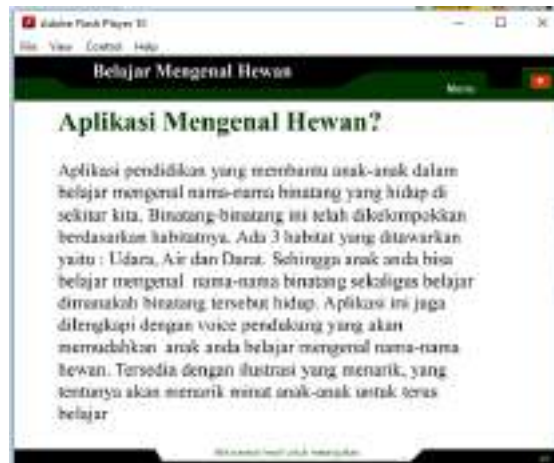 Adobe Flash Player 10
File View Control Help
Belajar Mengenal Hewan
Menu
Aplikasi Mengenal Hewan?
Aplikasi pendidikan yang membantu anak-anak dalam
belajar mengenal nama-nama binatang yang hidup di
sekitar kita. Binatang-binatang ini telah dikelompokkan
berdasarkan habitatnya. Ada 3 habitat yang ditawarkan
yaitu : Udara, Air dan Darat. Sehingga anak anda bisa
belajar mengenal nama-nama binatang sekaligus belajar
dimanakah binatang tersebut hidup. Aplikasi ini juga
dilengkapi dengan voice pendukung yang akan
memudahkan anak anda belajar mengenal nama-nama
hewan. Tersedia dengan ilustrasi yang menarik, yang
tentunya akan menarik minat anak-anak untuk terus
belajar